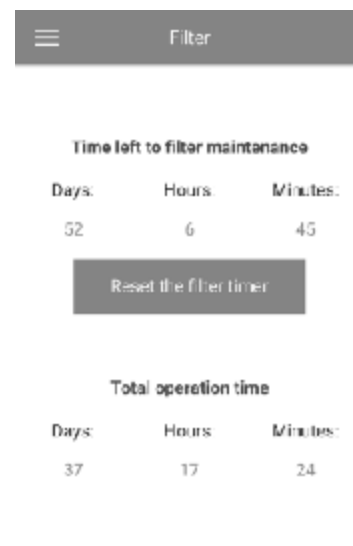 Filter
Time left to filter maintenance
Days: Hours: Minutes:
52 6 45
Reset the filter timer
Total operation time
Days: Hours: Minutes:
37 17 24